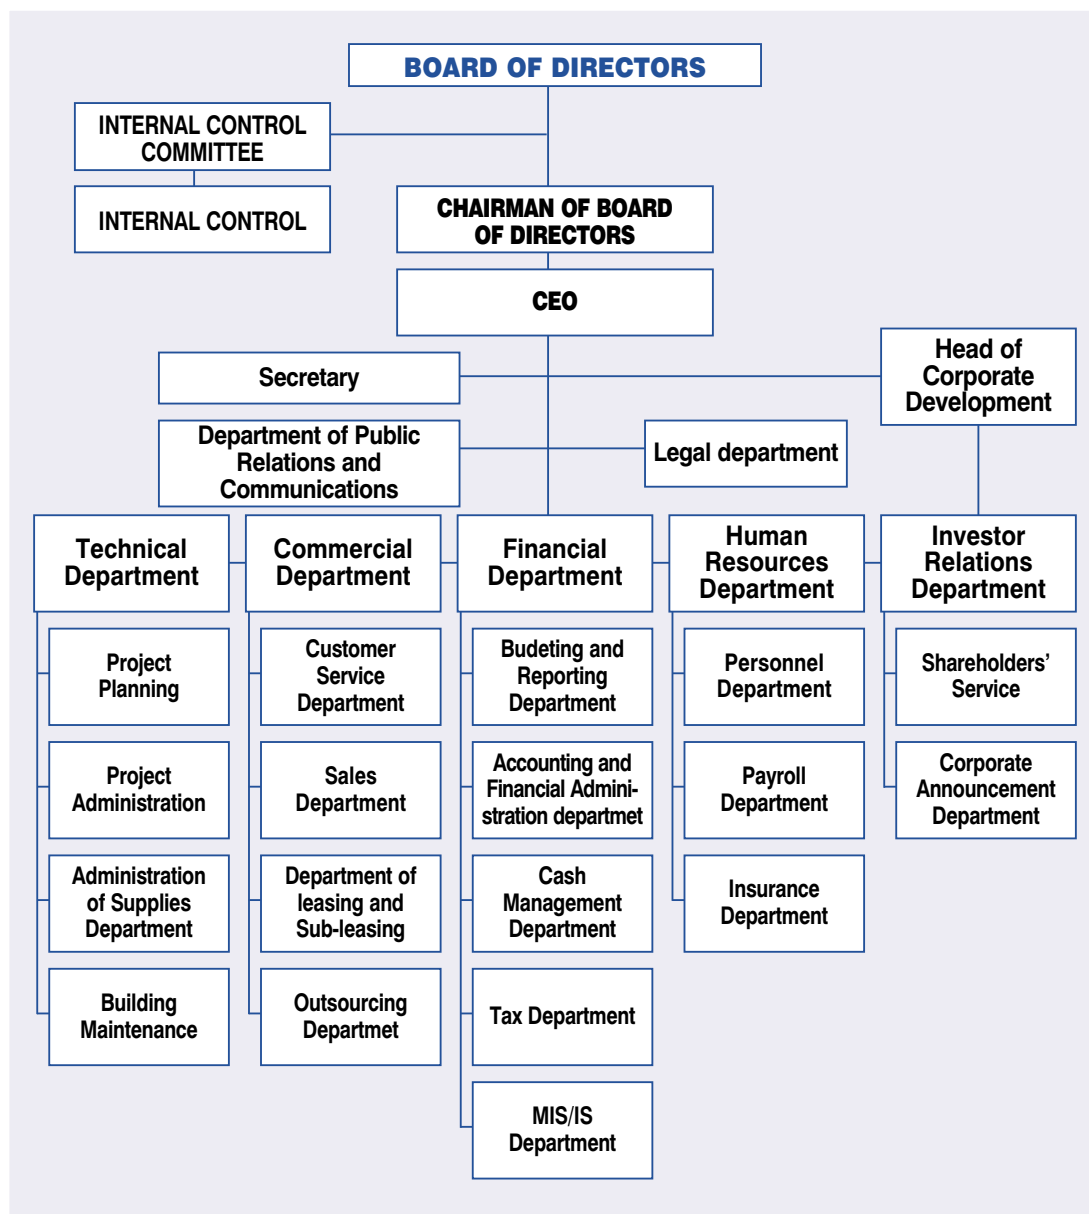 BOARD OF DIRECTORS
INTERNAL CONTROL
COMMITTEE
INTERNAL CONTROL
CHAIRMAN OF BOARD
OF DIRECTORS
CEO
Secretary
Head of
Corporate
Development
Department of Public
Relations and
Communications
Legal department
Technical
Department
Commercial
Department
Financial
Department
Human
Resources
Department
Investor
Relations
Department
Project
Planning
Customer
Service
Department
Budeting and
Reporting
Department
Personnel
Department
Shareholders’
Service
Project
Administration
Sales
Department
Accounting and
Financial Admini-
stration departmet
Payroll
Department
Corporate
Announcement
Department
Administration
of Supplies
Department
Department of
leasing and
Sub-leasing
Cash
Management
Department
Insurance
Department
Building
Maintenance
Outsourcing
Departmet
Tax Department
MIS/IS
Department